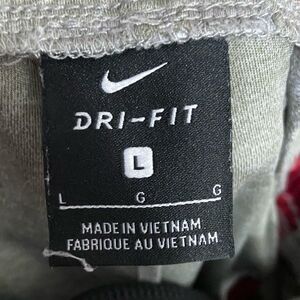 DRI-FIT
L
L G G
MADE IN VIETNAM
FABRIQUE AU VIETNAM